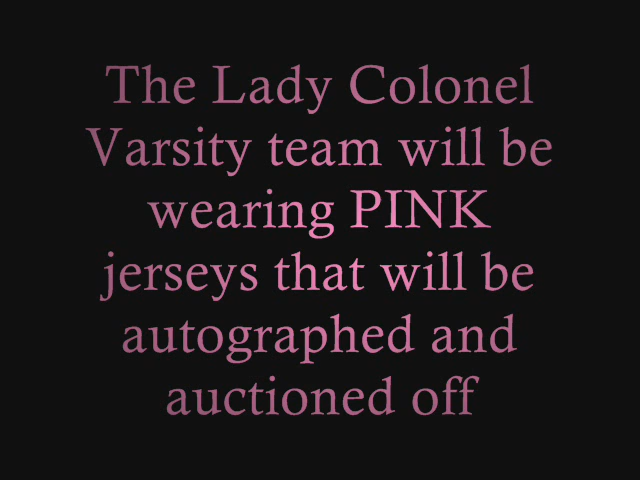 The Lady Colonel
Varsity team will be
wearing PINK
jerseys that will be
autographed and
auctioned off